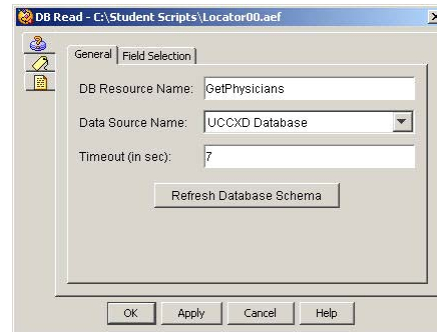 DB Read - C:\Student Scripts\Locator00.aef
General Field Selection
DB Resource Name: GetPhysicians
Data Source Name: UCCXD Database
Timeout (in sec): 7
Refresh Database Schema
OK Apply Cancel Help